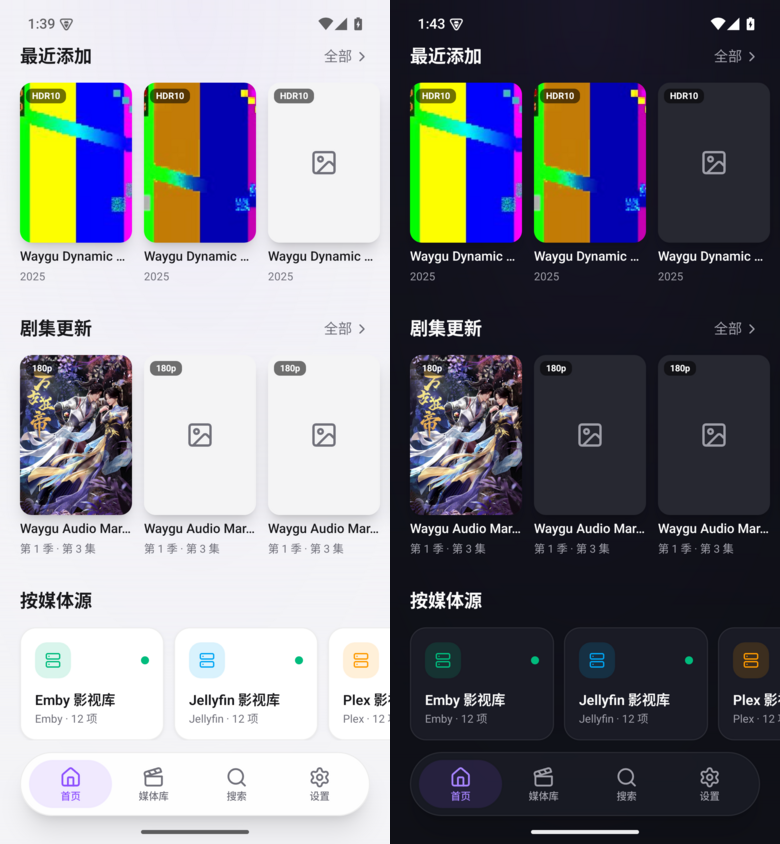 1:39
最近添加
全部
HDR10
HDR10
HDR10
Waygu Dynamic ...
Waygu Dynamic ...
Waygu Dynamic ...
2025
2025
2025
剧集更新
全部
180p
180p
180p
Waygu Audio Mar...
Waygu Audio Mar...
Waygu Audio Mar...
第 1 季 · 第 3 集
第 1 季 · 第 3 集
第 1 季 · 第 3 集
按媒体源
Emby 影视库
Jellyfin 影视库
Plex 影
Emby · 12 项
Jellyfin · 12 项
Plex · 12
首页
媒体库
搜索
设置
1:43
最近添加
全部
HDR10
HDR10
HDR10
Waygu Dynamic ...
Waygu Dynamic ...
Waygu Dynamic ...
2025
2025
2025
剧集更新
全部
180p
180p
180p
Waygu Audio Mar...
Waygu Audio Mar...
Waygu Audio Mar...
第 1 季 · 第 3 集
第 1 季 · 第 3 集
第 1 季 · 第 3 集
按媒体源
Emby 影视库
Jellyfin 影视库
Plex 影
Emby · 12 项
Jellyfin · 12 项
Plex · 12
首页
媒体库
搜索
设置